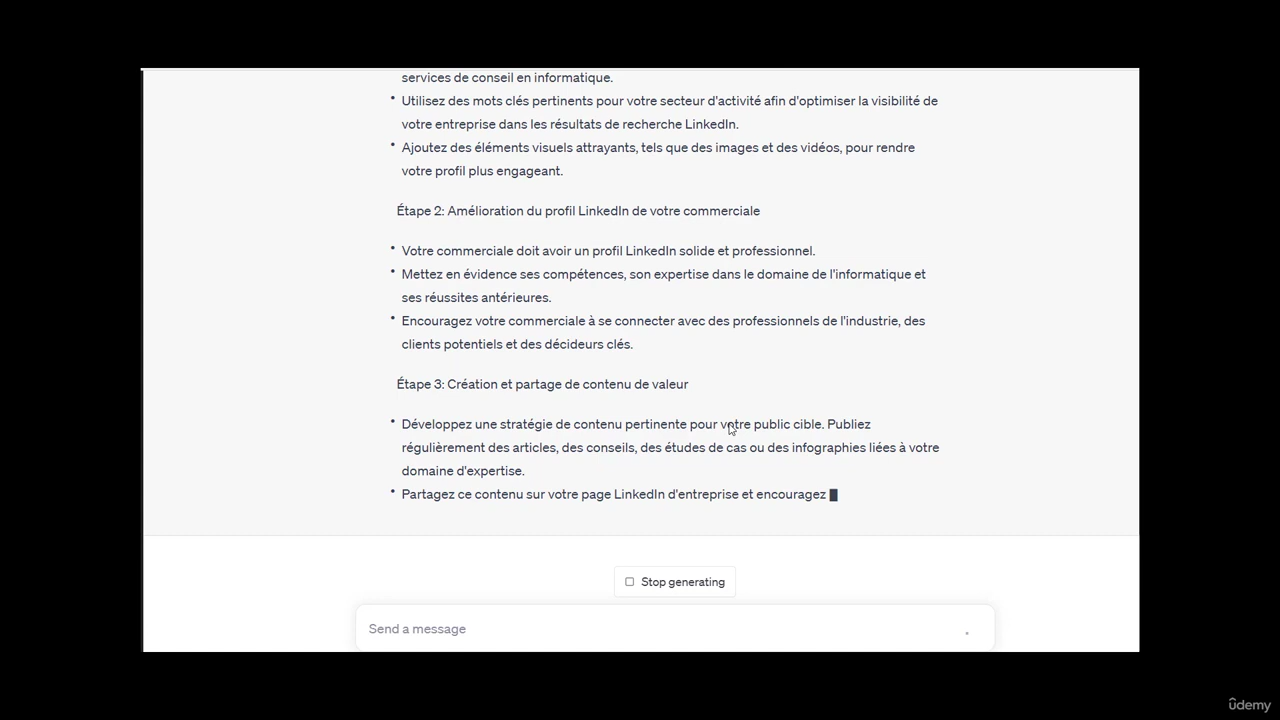 services de conseil en informatique.
• Utilisez des mots clés pertinents pour votre secteur d'activité afin d'optimiser la visibilité de
votre entreprise dans les résultats de recherche LinkedIn.
• Ajoutez des éléments visuels attrayants, tels que des images et des vidéos, pour rendre
votre profil plus engageant.
Étape 2: Amélioration du profil LinkedIn de votre commerciale
• Votre commerciale doit avoir un profil LinkedIn solide et professionnel.
• Mettez en évidence ses compétences, son expertise dans le domaine de l'informatique et
ses réussites antérieures.
• Encouragez votre commerciale à se connecter avec des professionnels de l'industrie, des
clients potentiels et des décideurs clés.
Étape 3: Création et partage de contenu de valeur
• Développez une stratégie de contenu pertinente pour votre public cible. Publiez
régulièrement des articles, des conseils, des études de cas ou des infographies liées à votre
domaine d'expertise.
• Partagez ce contenu sur votre page LinkedIn d'entreprise et encouragez
Stop generating
Send a message
ûdemy